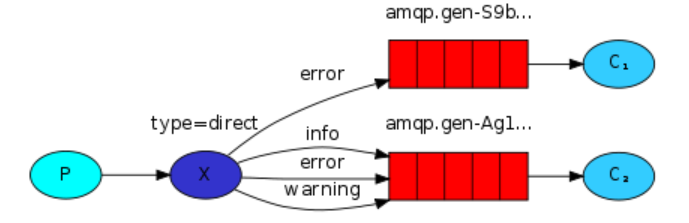 amqp.gen-S9b...
error
C₁
type=direct
info
amqp.gen-Ag1...
P
X
error
warning
C₂